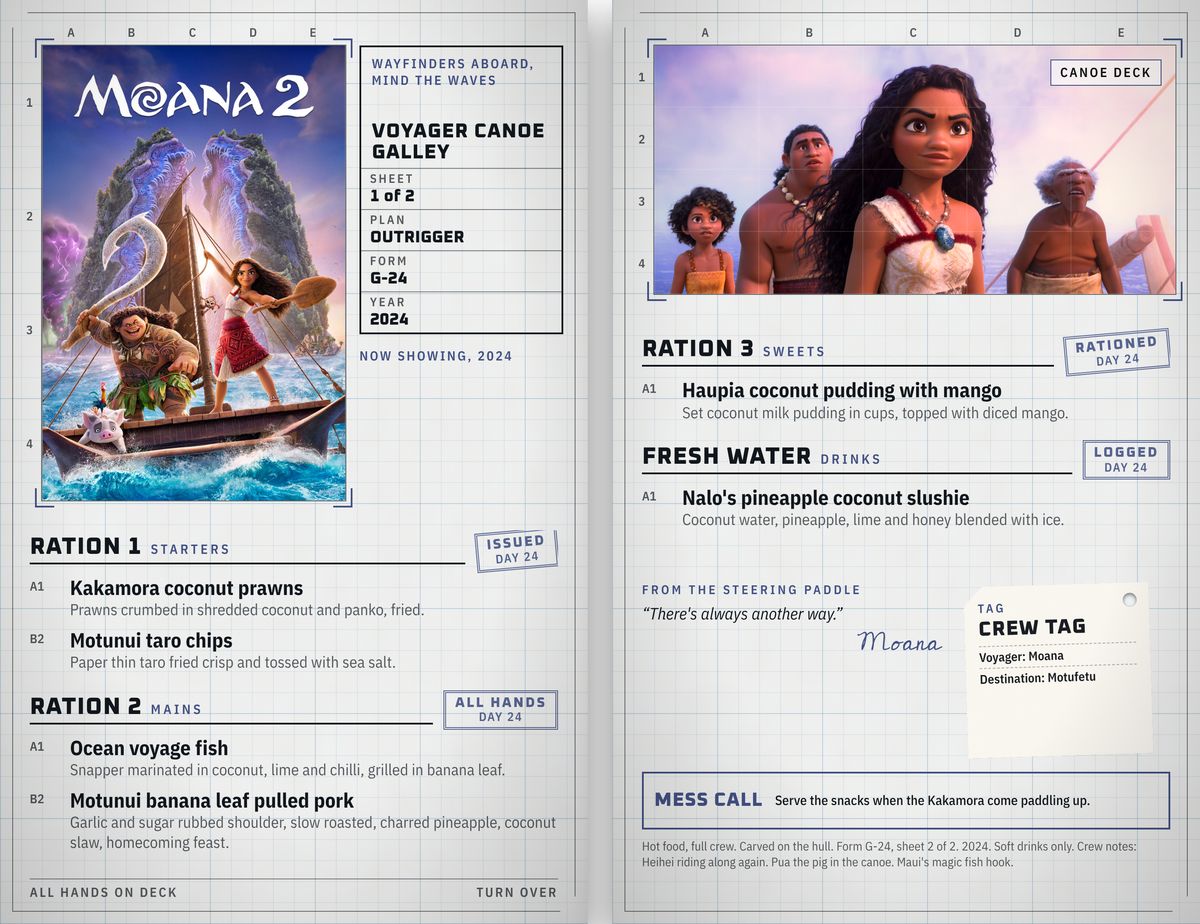 A B C D E
1
2
3
4
MOANA 2
WAYFINDERS ABOARD,
MIND THE WAVES
VOYAGER CANOE
GALLEY
SHEET
1 of 2
PLAN
OUTRIGGER
FORM
G-24
YEAR
2024
NOW SHOWING, 2024
RATION 1 STARTERS
ISSUED
DAY 24
A1 Kakamora coconut prawns
Prawns crumbed in shredded coconut and panko, fried.
B2 Motunui taro chips
Paper thin taro fried crisp and tossed with sea salt.
RATION 2 MAINS
ALL HANDS
DAY 24
A1 Ocean voyage fish
Snapper marinated in coconut, lime and chilli, grilled in banana leaf.
B2 Motunui banana leaf pulled pork
Garlic and sugar rubbed shoulder, slow roasted, charred pineapple, coconut
slaw, homecoming feast.
ALL HANDS ON DECK TURN OVER
A B C D E
1
2
3
4
CANOE DECK
RATION 3 SWEETS
RATIONED
DAY 24
A1 Haupia coconut pudding with mango
Set coconut milk pudding in cups, topped with diced mango.
FRESH WATER DRINKS
LOGGED
DAY 24
A1 Nalo's pineapple coconut slushie
Coconut water, pineapple, lime and honey blended with ice.
FROM THE STEERING PADDLE
“There's always another way.”
Moana
TAG
CREW TAG
Voyager: Moana
Destination: Motufetu
MESS CALL Serve the snacks when the Kakamora come paddling up.
Hot food, full crew. Carved on the hull. Form G-24, sheet 2 of 2. 2024. Soft drinks only. Crew notes:
Heihei riding along again. Pua the pig in the canoe. Maui's magic fish hook.